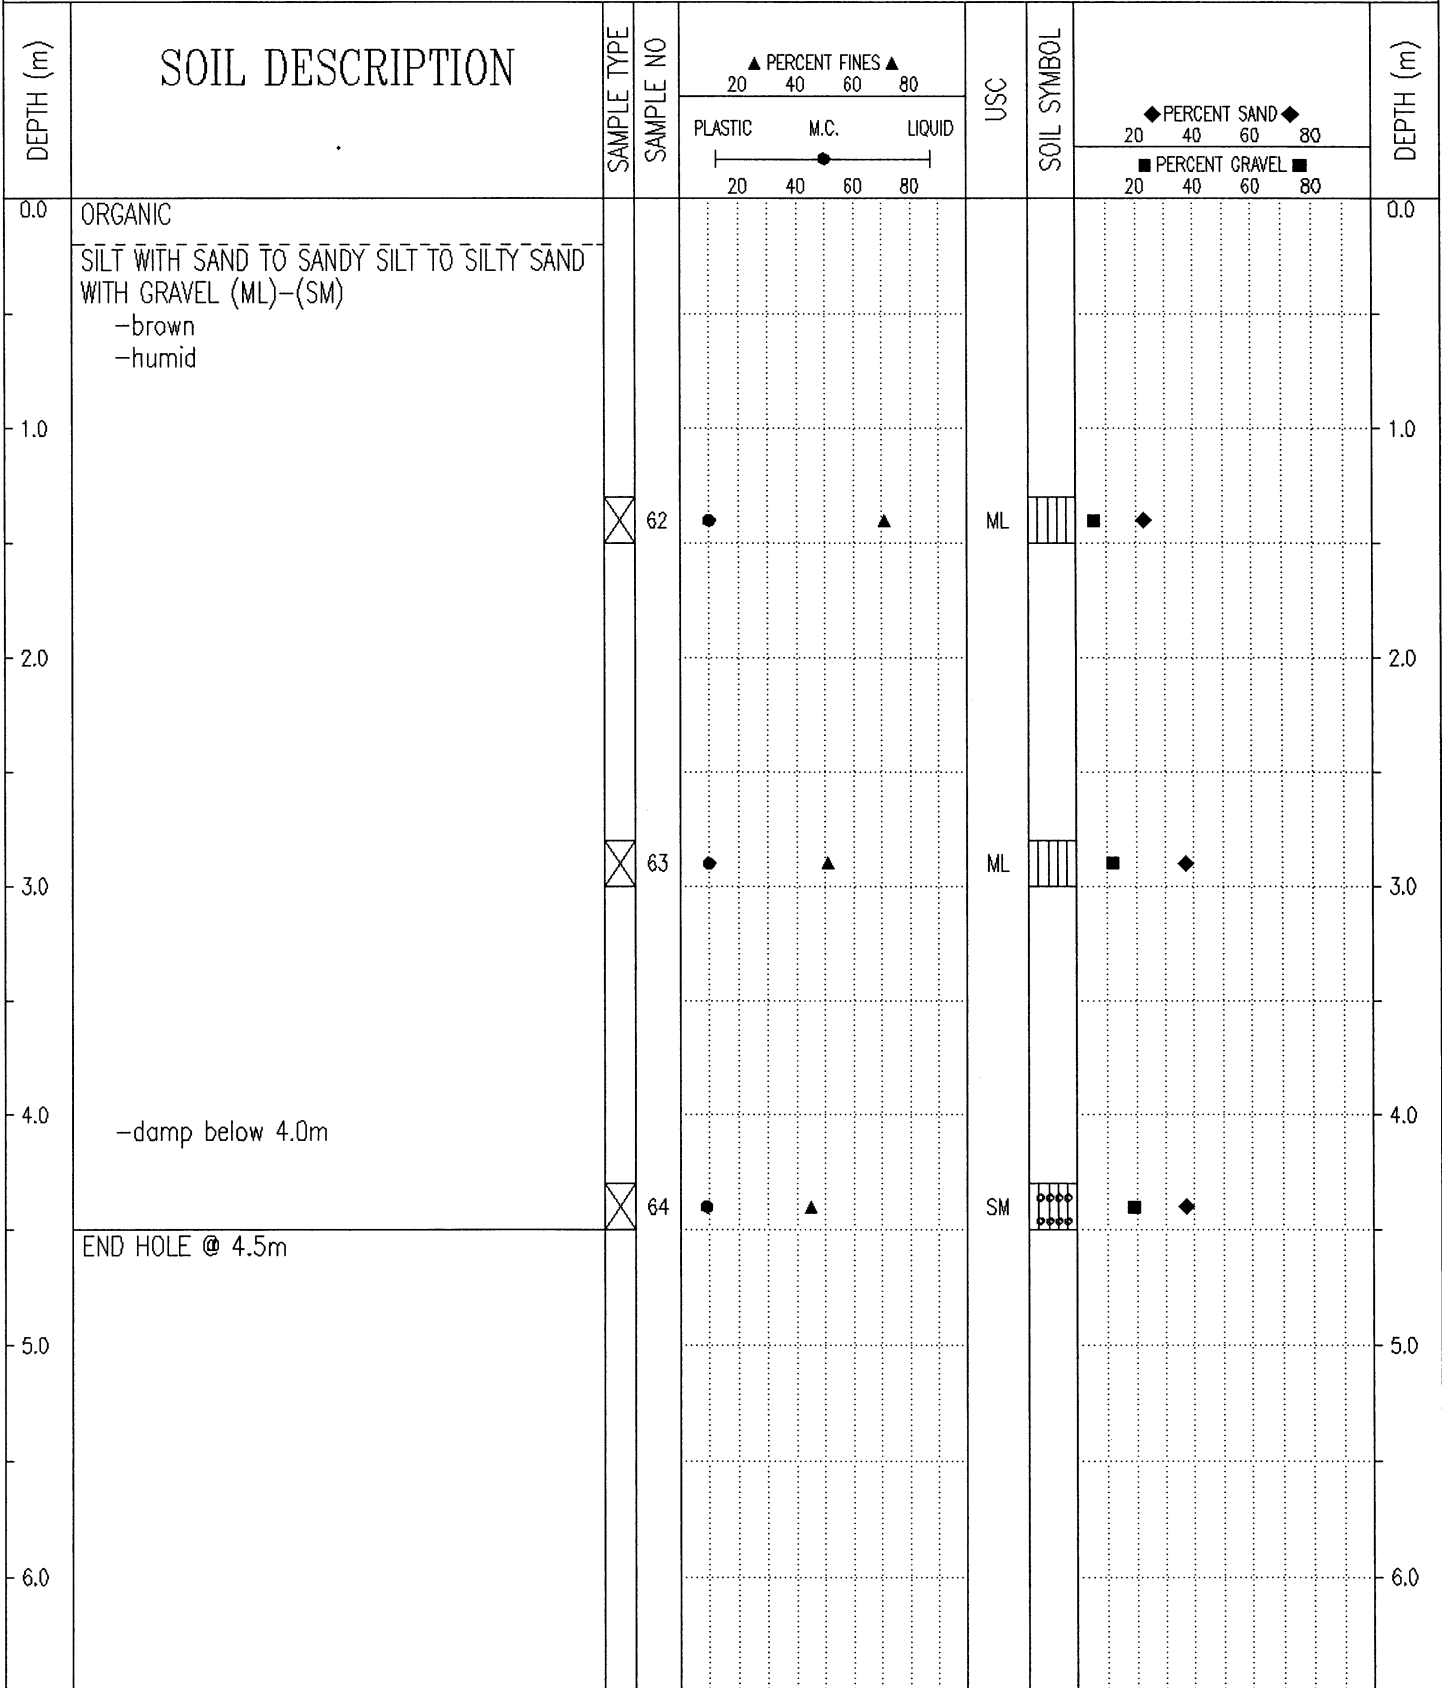 DEPTH (m)
SOIL DESCRIPTION
SAMPLE TYPE
SAMPLE NO
▲ PERCENT FINES ▲
20 40 60 80
PLASTIC M.C. LIQUID
20 40 60 80
USC
SOIL SYMBOL
◆ PERCENT SAND ◆
20 40 60 80
■ PERCENT GRAVEL ■
20 40 60 80
DEPTH (m)
0.0 ORGANIC 0.0
SILT WITH SAND TO SANDY SILT TO SILTY SAND
WITH GRAVEL (ML)-(SM)
-brown
-humid
1.0 1.0
62 ML
2.0 2.0
63 ML
3.0 3.0
4.0 4.0
-damp below 4.0m
64 SM
END HOLE @ 4.5m
5.0 5.0
6.0 6.0